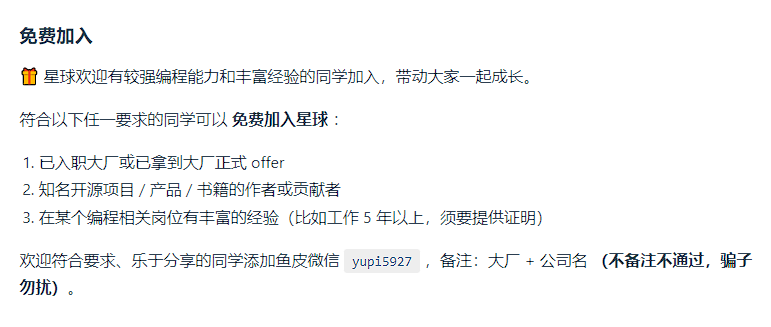 免费加入
🎁 星球欢迎有较强编程能力和丰富经验的同学加入，带动大家一起成长。
符合以下任一要求的同学可以 免费加入星球 ：
1. 已入职大厂或已拿到大厂正式 offer
2. 知名开源项目 / 产品 / 书籍的作者或贡献者
3. 在某个编程相关岗位有丰富的经验（比如工作 5 年以上，须要提供证明）
欢迎符合要求、乐于分享的同学添加鱼皮微信 yupi5927 ，备注：大厂 + 公司名 （不备注不通过，骗子
勿扰）。